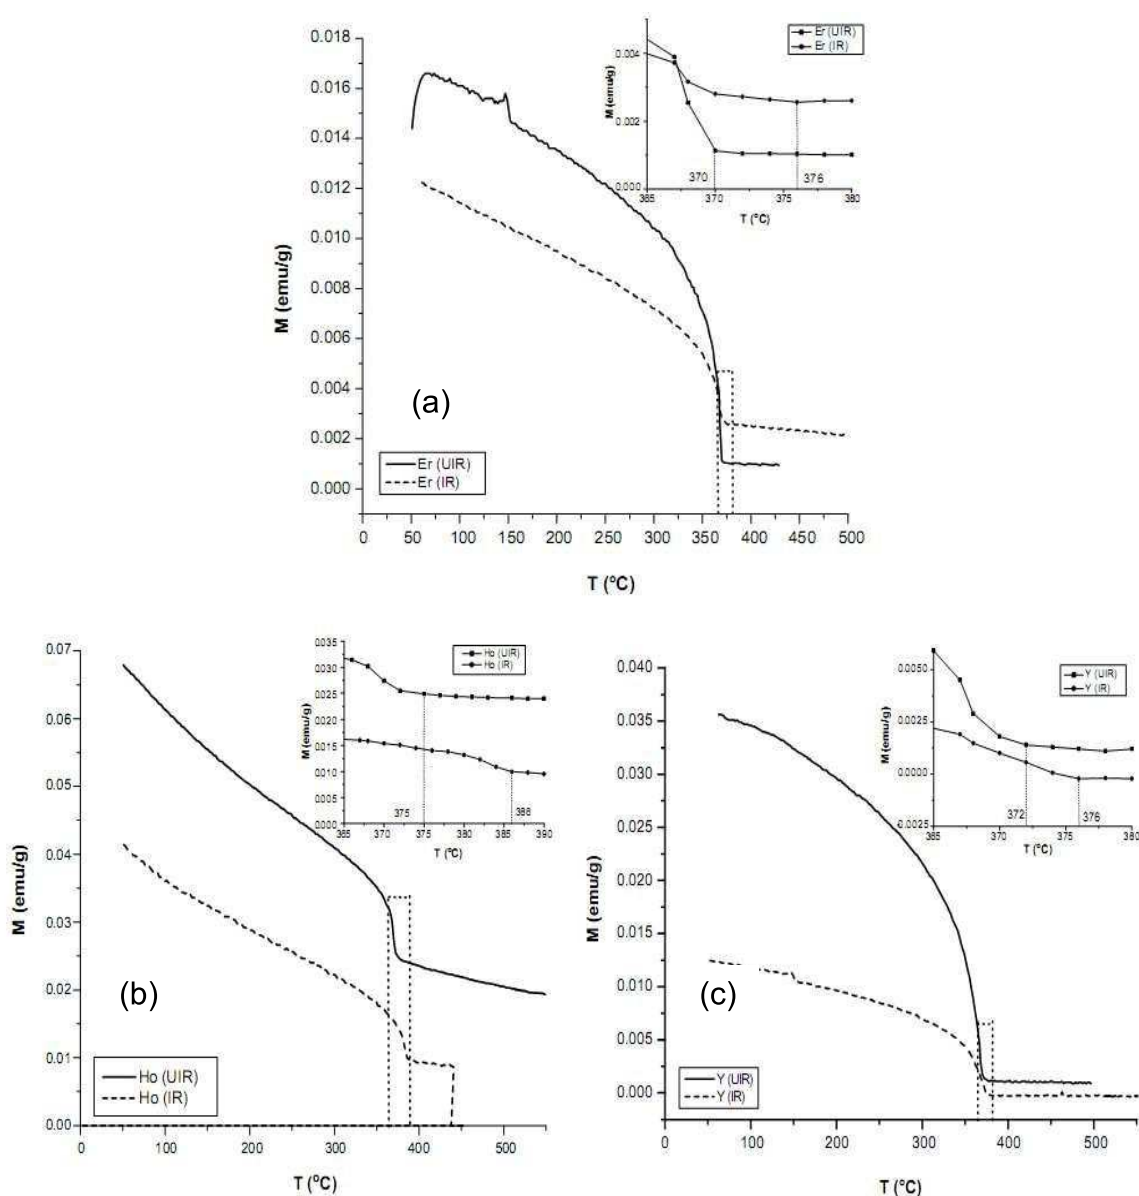 0.018
0.016
0.014
0.012
0.010
0.008
0.006
0.004
0.002
0.000
M (emu/g)
0 50 100 150 200 250 300 350 400 450 500
T (°C)
(a)
Er (UIR)
Er (IR)
0.004
0.002
0.000
M (emu/g)
Er (UIR)
Er (IR)
370
376
365 370 375 380
T (°C)
0.07
0.06
0.05
0.04
0.03
0.02
0.01
0.00
M (emu/g)
0 100 200 300 400 500
T (°C)
(b)
Ho (UIR)
Ho (IR)
0.035
0.030
0.025
0.020
0.015
0.010
0.005
0.000
M (emu/g)
Ho (UIR)
Ho (IR)
375
386
365 370 375 380 385 390
T (°C)
0.040
0.035
0.030
0.025
0.020
0.015
0.010
0.005
0.000
M (emu/g)
0 100 200 300 400 500
T (°C)
(c)
Y (UIR)
Y (IR)
0.0050
0.0025
0.0000
-0.0025
M (emu/g)
Y (UIR)
Y (IR)
372
376
365 370 375 380
T (°C)